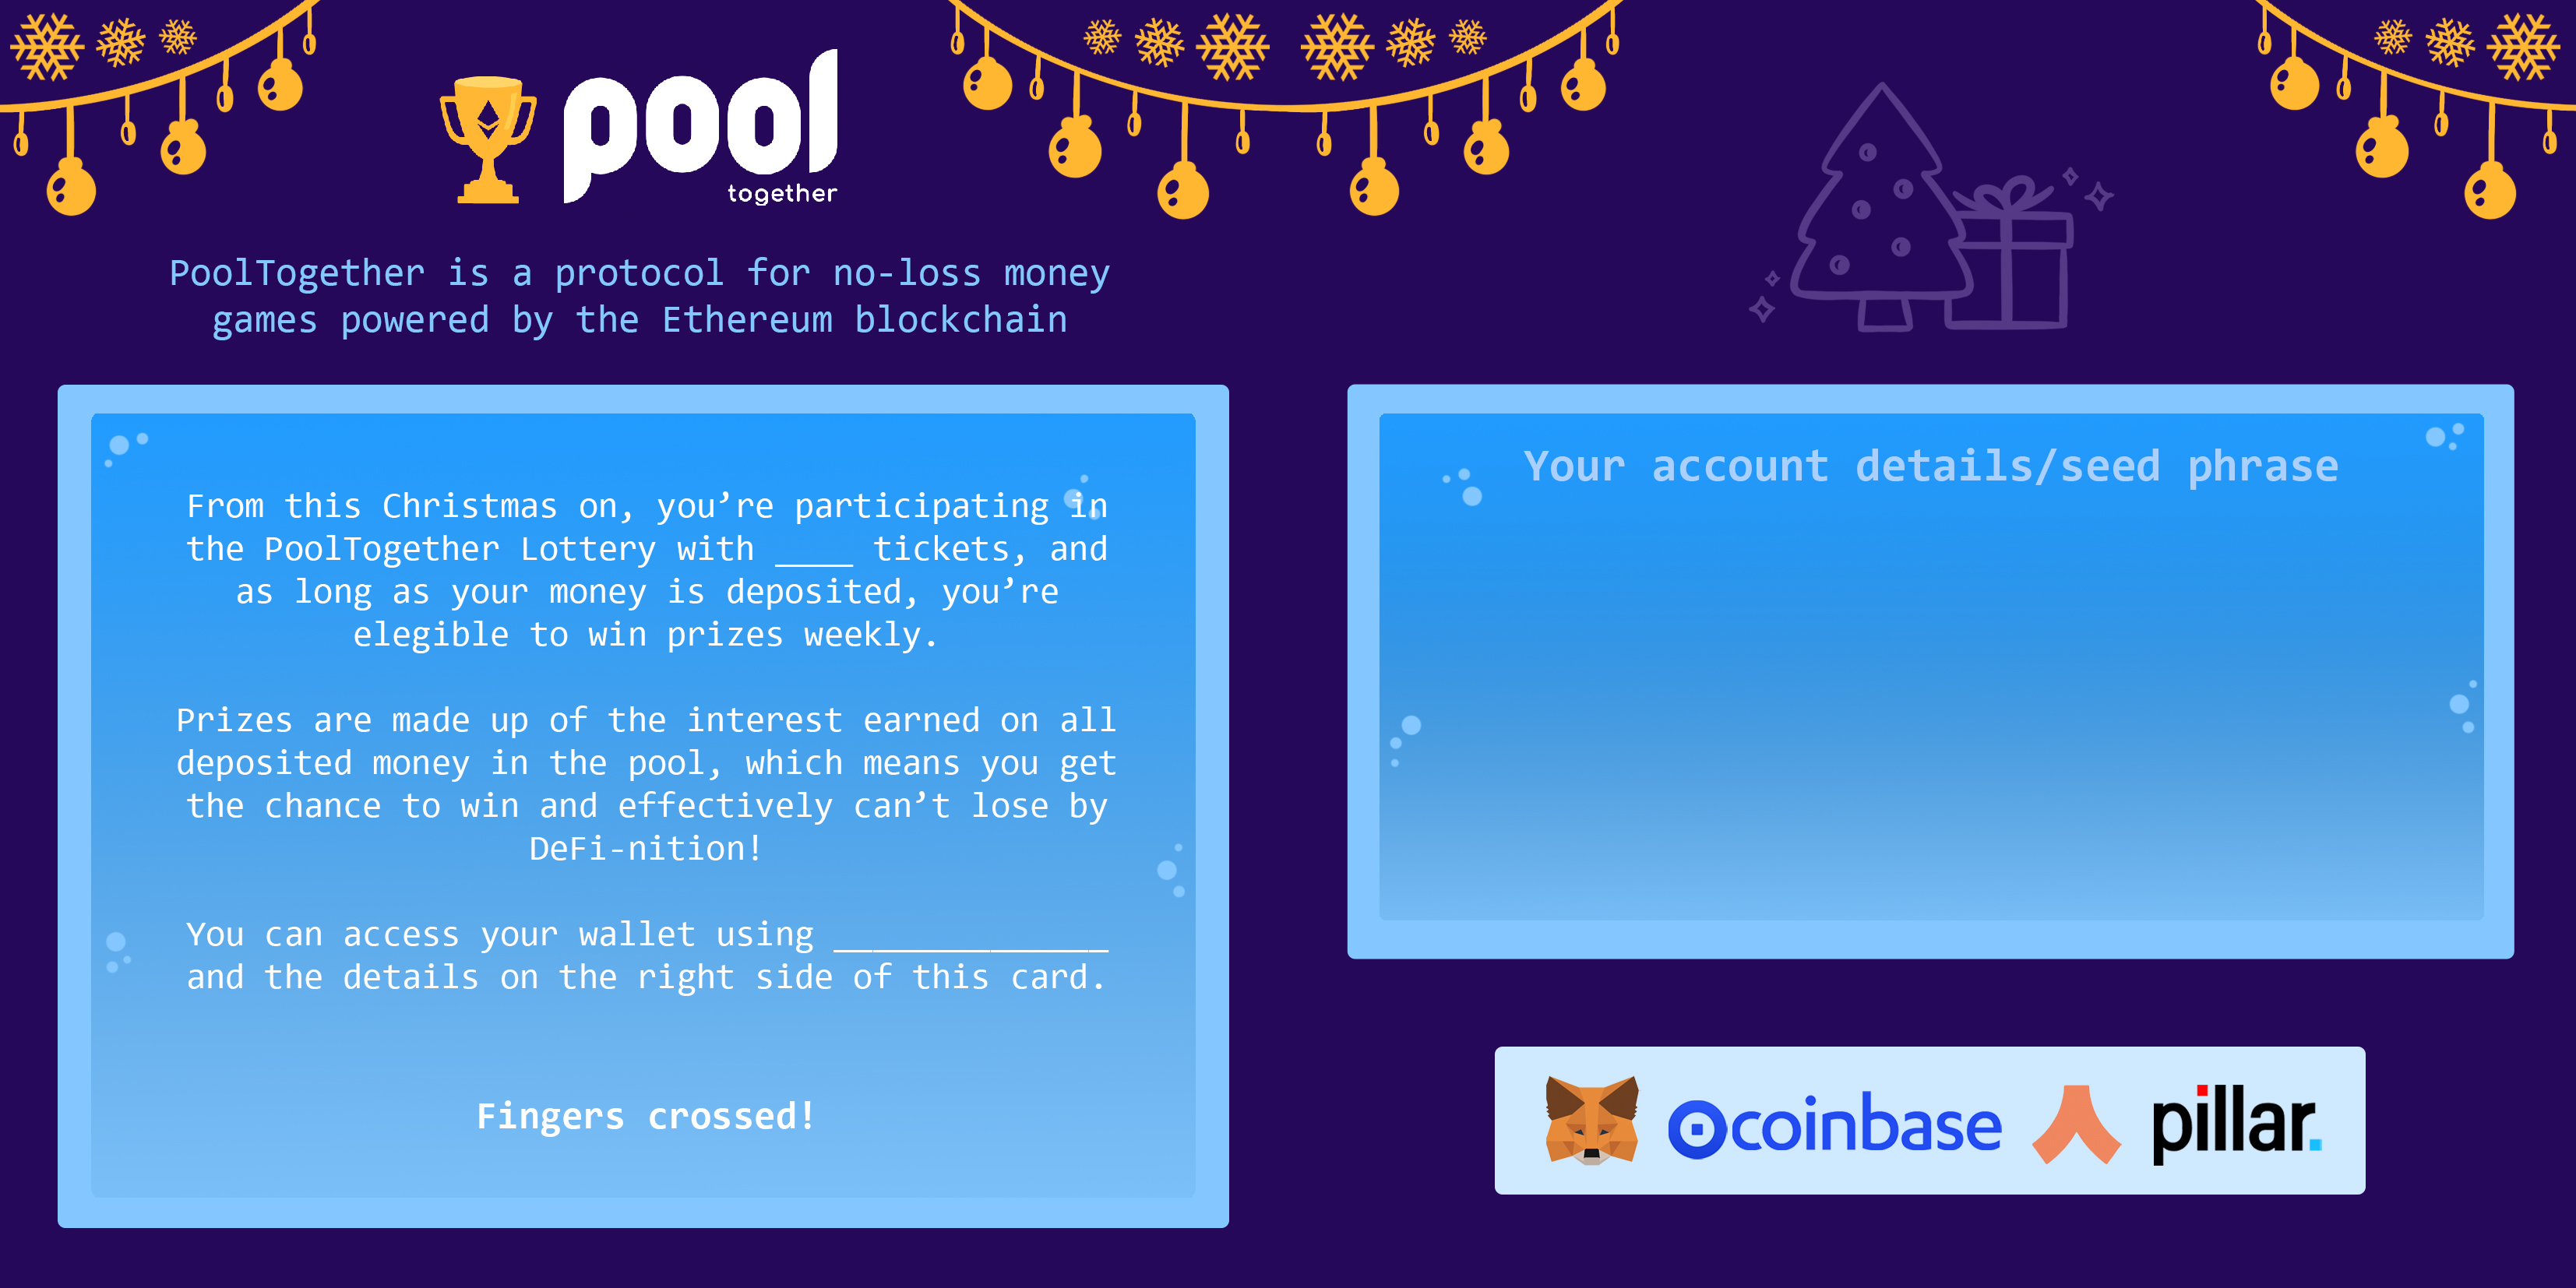 pool
together
PoolTogether is a protocol for no-loss money
games powered by the Ethereum blockchain
From this Christmas on, you’re participating in
the PoolTogether Lottery with ____ tickets, and
as long as your money is deposited, you’re
elegible to win prizes weekly.
Prizes are made up of the interest earned on all
deposited money in the pool, which means you get
the chance to win and effectively can’t lose by
DeFi-nition!
You can access your wallet using ______________
and the details on the right side of this card.
Fingers crossed!
Your account details/seed phrase
coinbase
pillar.